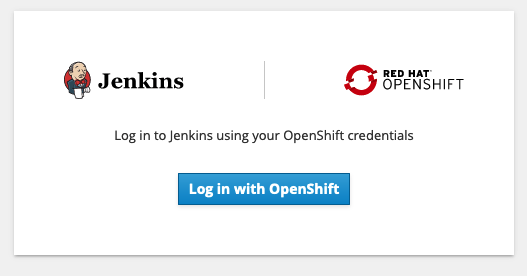 Jenkins
RED HAT®
OPENSHIFT
Log in to Jenkins using your OpenShift credentials
Log in with OpenShift